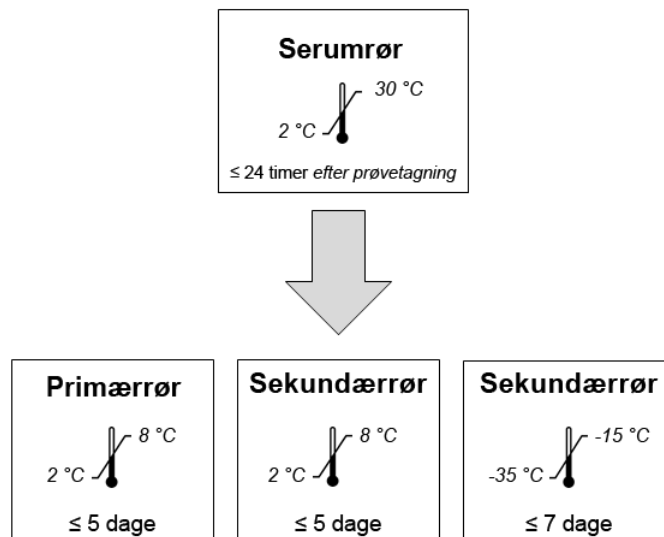 Serumrør
30 °C
2 °C
≤ 24 timer efter prøvetagning
Primærrør
8 °C
2 °C
≤ 5 dage
Sekundærrør
8 °C
2 °C
≤ 5 dage
Sekundærrør
-15 °C
-35 °C
≤ 7 dage